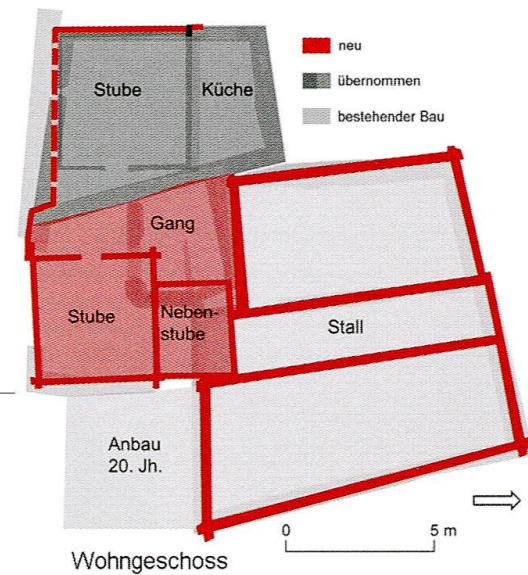 neu
übernommen
bestehender Bau
Stube
Küche
Gang
Stube
Neben-
stube
Stall
Anbau
20. Jh.
0
5 m
Wohngeschoss